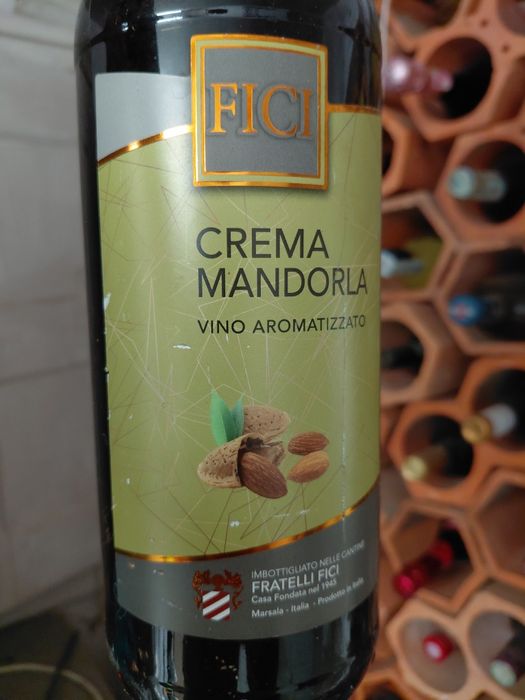 FICI
CREMA
MANDORLA
VINO AROMATIZZATO
IMBOTTIGLIATO NELLE CANTINE
FRATELLI FICI
Casa Fondata nel 1945
Marsala - Italia - Prodotto in Italia